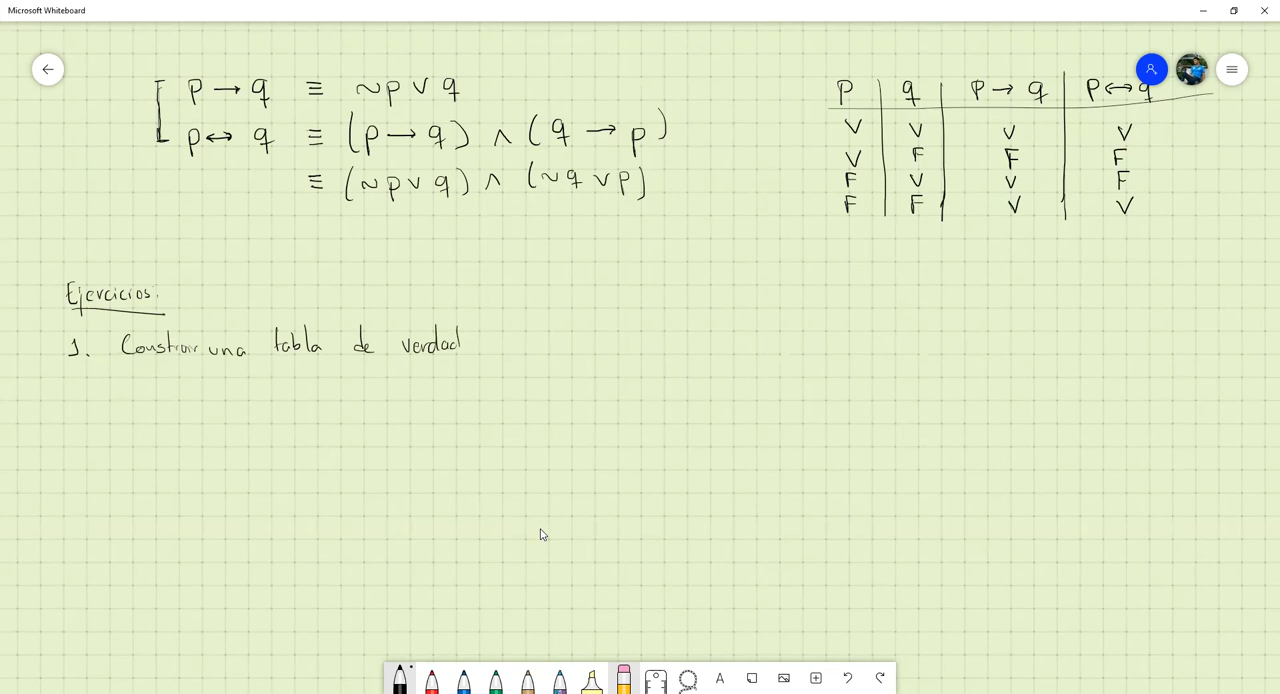 Microsoft Whiteboard
p → q ≡ ~p ∨ q
p ↔ q ≡ (p → q) ∧ (q → p)
≡ (~p ∨ q) ∧ (~q ∨ p)
p q p → q p ↔ q
V V V V
V F F F
F V V F
F F V V
Ejercicios:
1. Construir una tabla de verdad
A